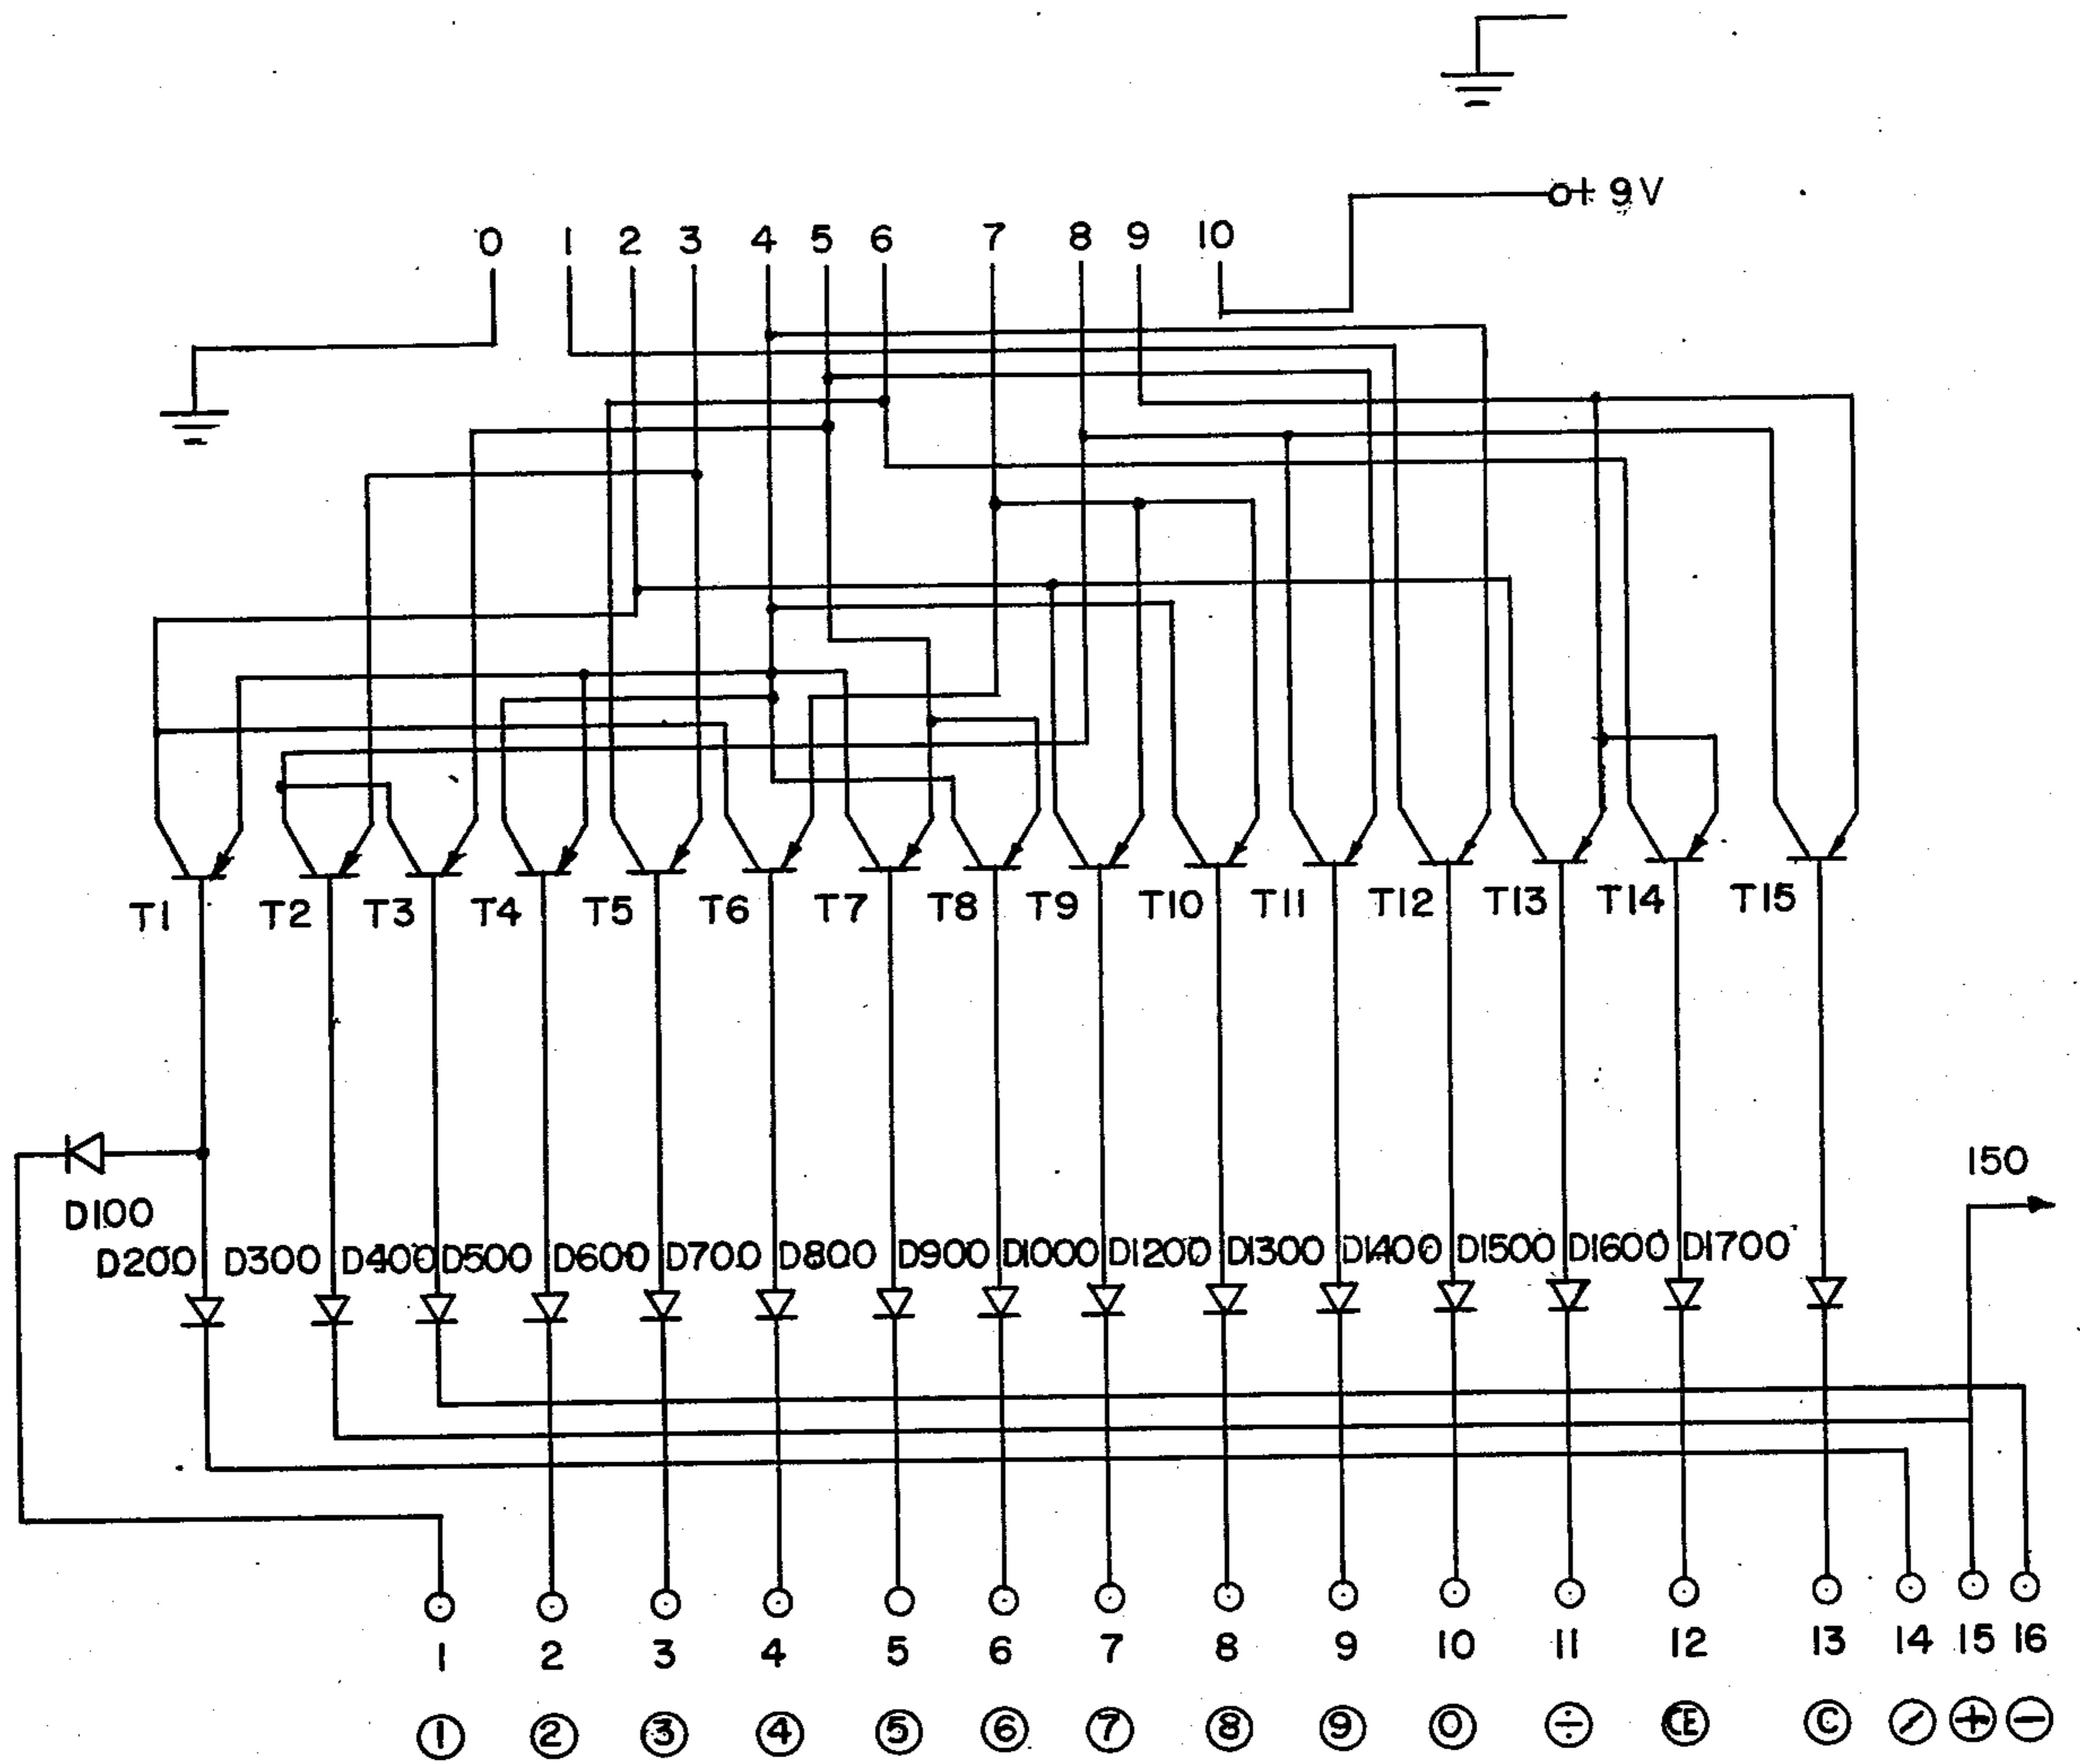 +9V
0 1 2 3 4 5 6 7 8 9 10
T1 T2 T3 T4 T5 T6 T7 T8 T9 T10 T11 T12 T13 T14 T15
150
D100
D200 D300 D400 D500 D600 D700 D800 D900 D1000 D1200 D1300 D1400 D1500 D1600 D1700
1 2 3 4 5 6 7 8 9 10 11 12 13 14 15 16
1 2 3 4 5 6 7 8 9 0 ÷ CE C / + −